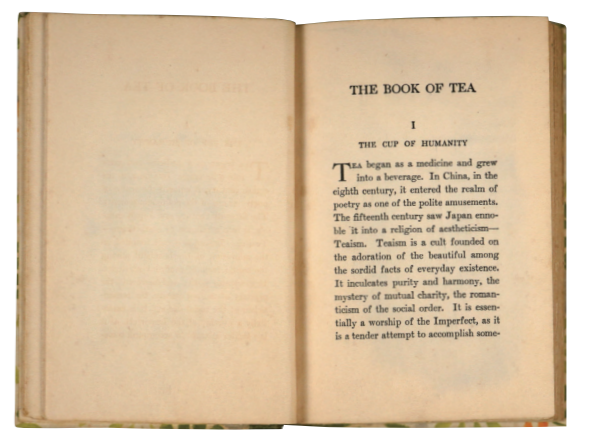 THE BOOK OF TEA
I
THE CUP OF HUMANITY
TEA began as a medicine and grew
into a beverage. In China, in the
eighth century, it entered the realm of
poetry as one of the polite amusements.
The fifteenth century saw Japan enno-
ble it into a religion of aestheticism—
Teaism. Teaism is a cult founded on
the adoration of the beautiful among
the sordid facts of everyday existence.
It inculcates purity and harmony, the
mystery of mutual charity, the roman-
ticism of the social order. It is essen-
tially a worship of the Imperfect, as it
is a tender attempt to accomplish some-